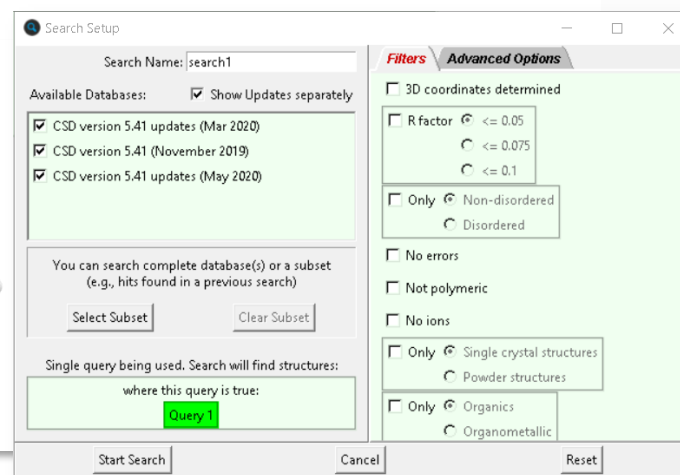 Search Setup
Search Name: search1
Available Databases: Show Updates separately
CSD version 5.41 updates (Mar 2020)
CSD version 5.41 (November 2019)
CSD version 5.41 updates (May 2020)
You can search complete database(s) or a subset
(e.g., hits found in a previous search)
Select Subset Clear Subset
Single query being used. Search will find structures:
where this query is true:
Query 1
Filters Advanced Options
3D coordinates determined
R factor <= 0.05
<= 0.075
<= 0.1
Only Non-disordered
Disordered
No errors
Not polymeric
No ions
Only Single crystal structures
Powder structures
Only Organics
Organometallic
Start Search Cancel Reset